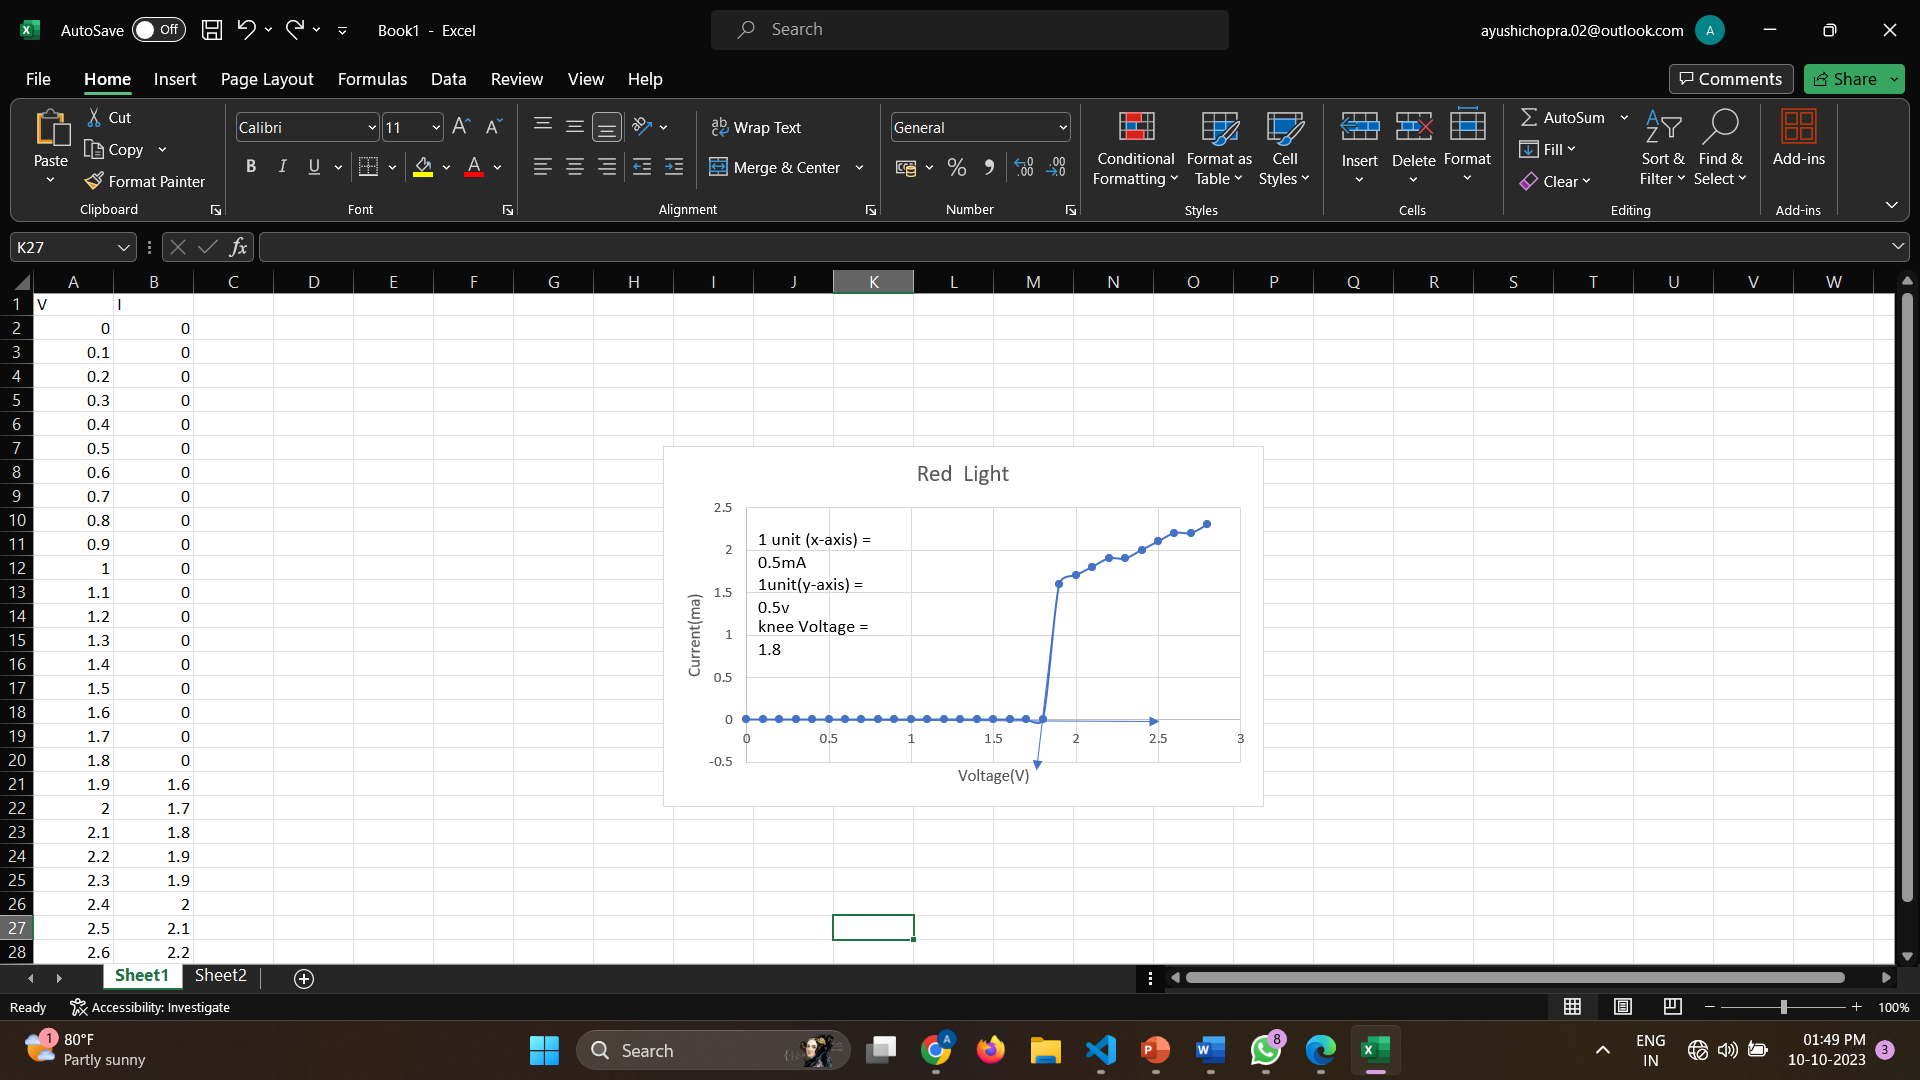 AutoSave Off Book1 - Excel Search ayushichopra.02@outlook.com A
File Home Insert Page Layout Formulas Data Review View Help Comments Share
Paste Cut Copy Format Painter Clipboard
Calibri 11 B I U A Font
Wrap Text Merge & Center Alignment
General % Number
Conditional Formatting Format as Table Cell Styles Styles
Insert Delete Format Cells
AutoSum Fill Clear Sort & Filter Find & Select Editing
Add-ins Add-ins
K27 fx
A B C D E F G H I J K L M N O P Q R S T U V W
1 V I
2 0 0
3 0.1 0
4 0.2 0
5 0.3 0
6 0.4 0
7 0.5 0
8 0.6 0
9 0.7 0
10 0.8 0
11 0.9 0
12 1 0
13 1.1 0
14 1.2 0
15 1.3 0
16 1.4 0
17 1.5 0
18 1.6 0
19 1.7 0
20 1.8 0
21 1.9 1.6
22 2 1.7
23 2.1 1.8
24 2.2 1.9
25 2.3 1.9
26 2.4 2
27 2.5 2.1
28 2.6 2.2
Red Light
2.5
2
1.5
1
0.5
0
-0.5
Current(ma)
1 unit (x-axis) =
0.5mA
1unit(y-axis) =
0.5v
knee Voltage =
1.8
0 0.5 1 1.5 2 2.5 3
Voltage(V)
Sheet1 Sheet2
Ready Accessibility: Investigate 100%
1 80°F
Partly sunny
Search
A
8
ENG
IN
01:49 PM
10-10-2023
3